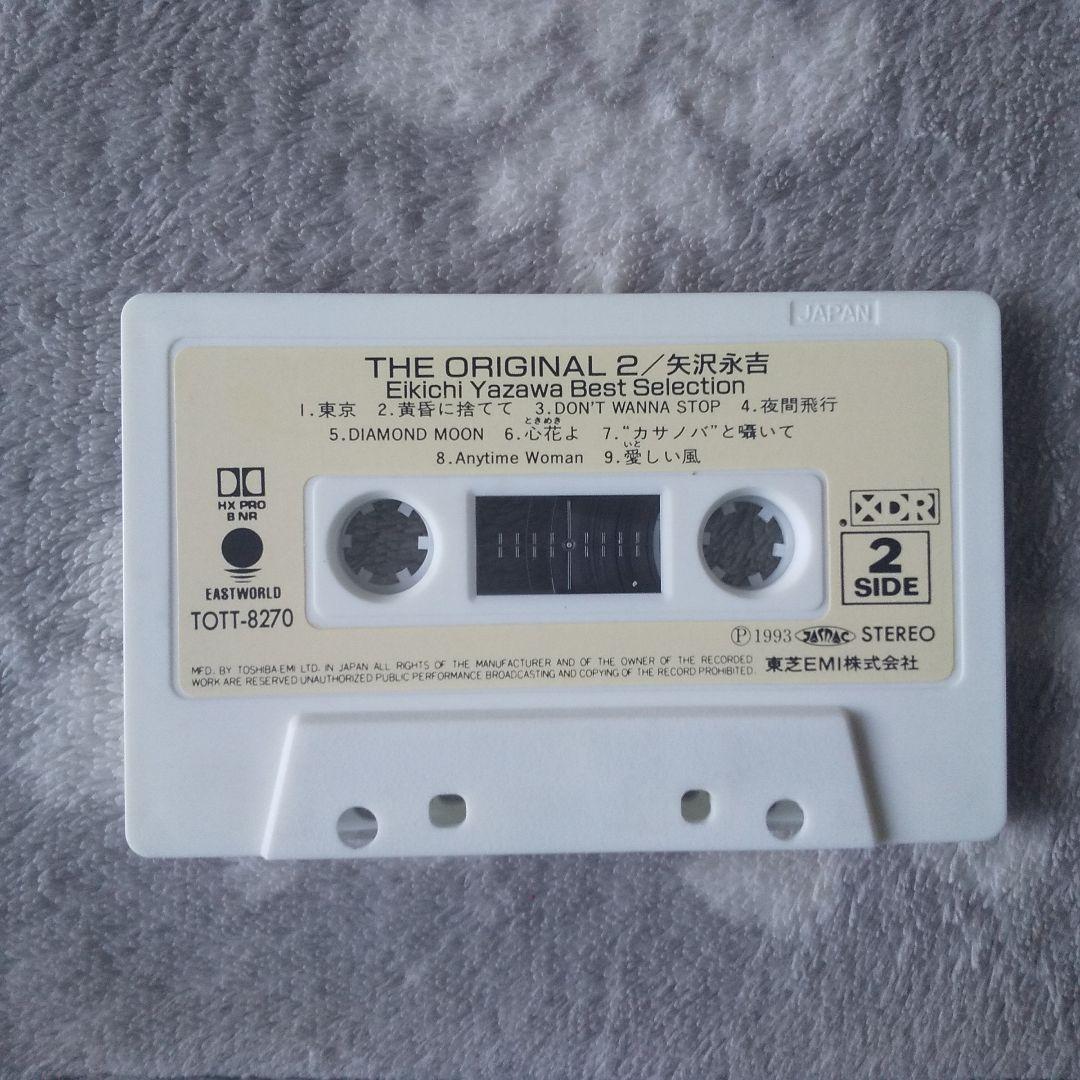 JAPAN
THE ORIGINAL 2／矢沢永吉
Eikichi Yazawa Best Selection
1.東京 2.黄昏に捨てて 3.DON'T WANNA STOP 4.夜間飛行
ときめき
5.DIAMOND MOON 6.心花よ 7.“カサノバ”と囁いて
いと
8.Anytime Woman 9.愛しい風
HX PRO
B NR
XDR
2
SIDE
EASTWORLD
TOTT-8270
Ⓟ1993 JASRAC STEREO
MFD. BY TOSHIBA-EMI LTD. IN JAPAN ALL RIGHTS OF THE MANUFACTURER AND OF THE OWNER OF THE RECORDED
WORK ARE RESERVED UNAUTHORIZED PUBLIC PERFORMANCE BROADCASTING AND COPYING OF THE RECORD PROHIBITED.
東芝EMI株式会社